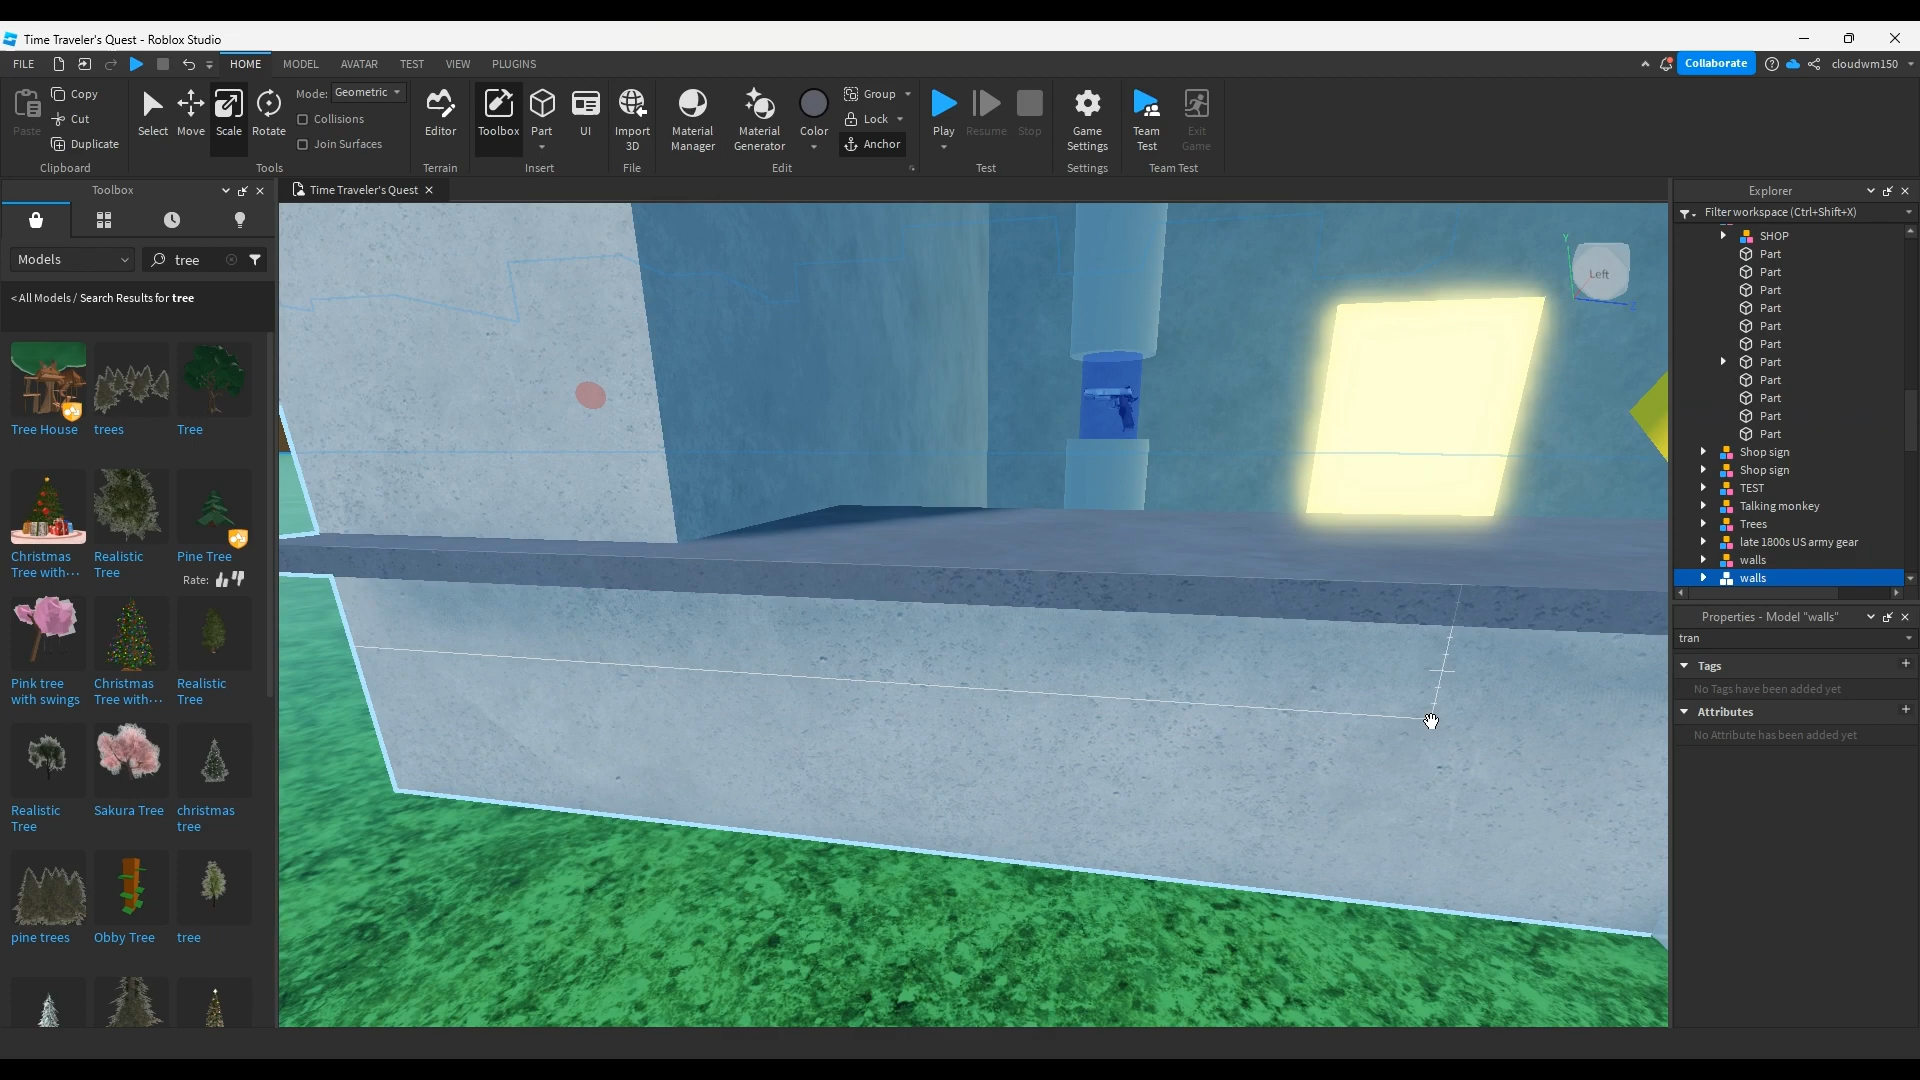 Time Traveler's Quest - Roblox Studio
FILE
HOME
MODEL
AVATAR
TEST
VIEW
PLUGINS
Collaborate
cloudwm150
Paste
Copy
Cut
Duplicate
Clipboard
Select
Move
Scale
Rotate
Mode: Geometric
Collisions
Join Surfaces
Tools
Editor
Terrain
Toolbox
Part
UI
Insert
Import 3D
File
Material Manager
Material Generator
Color
Group
Lock
Anchor
Edit
Play
Resume
Stop
Test
Game Settings
Settings
Team Test
Exit Game
Team Test
Toolbox
Models
tree
< All Models / Search Results for tree
Tree House
trees
Tree
Christmas Tree with···
Realistic Tree
Pine Tree
Rate:
Pink tree with swings
Christmas Tree with···
Realistic Tree
Realistic Tree
Sakura Tree
christmas tree
pine trees
Obby Tree
tree
Time Traveler's Quest
Left
Y
Explorer
Filter workspace (Ctrl+Shift+X)
SHOP
Part
Part
Part
Part
Part
Part
Part
Part
Part
Part
Part
Shop sign
Shop sign
TEST
Talking monkey
Trees
late 1800s US army gear
walls
walls
Properties - Model "walls"
tran
Tags
No Tags have been added yet
Attributes
No Attribute has been added yet